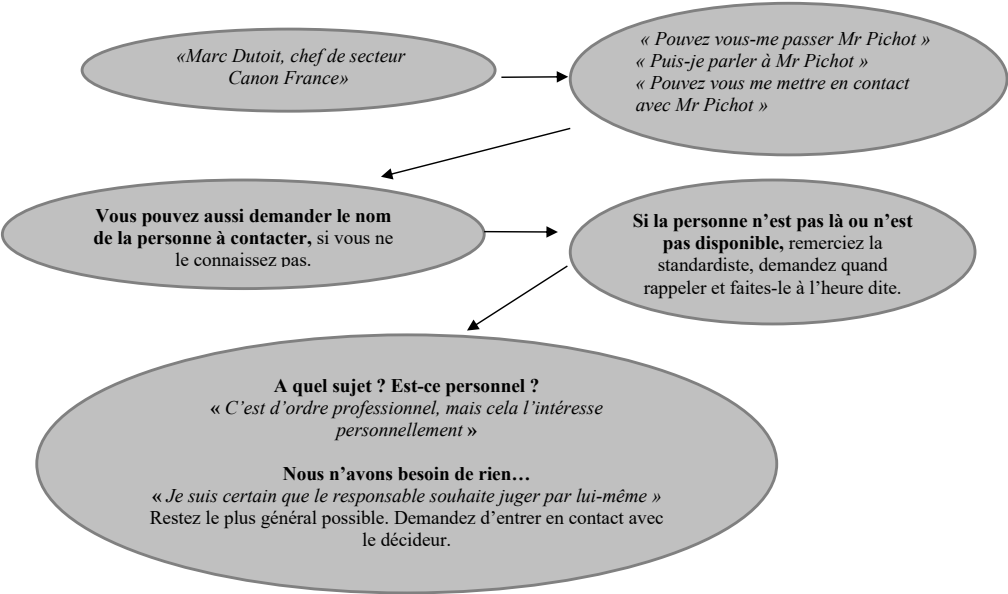 «Marc Dutoit, chef de secteur
Canon France»
« Pouvez vous-me passer Mr Pichot »
« Puis-je parler à Mr Pichot »
« Pouvez vous me mettre en contact
avec Mr Pichot »
Vous pouvez aussi demander le nom
de la personne à contacter, si vous ne
le connaissez pas.
Si la personne n’est pas là ou n’est
pas disponible, remerciez la
standardiste, demandez quand
rappeler et faites-le à l’heure dite.
A quel sujet ? Est-ce personnel ?
« C’est d’ordre professionnel, mais cela l’intéresse
personnellement »
Nous n’avons besoin de rien…
« Je suis certain que le responsable souhaite juger par lui-même »
Restez le plus général possible. Demandez d’entrer en contact avec
le décideur.